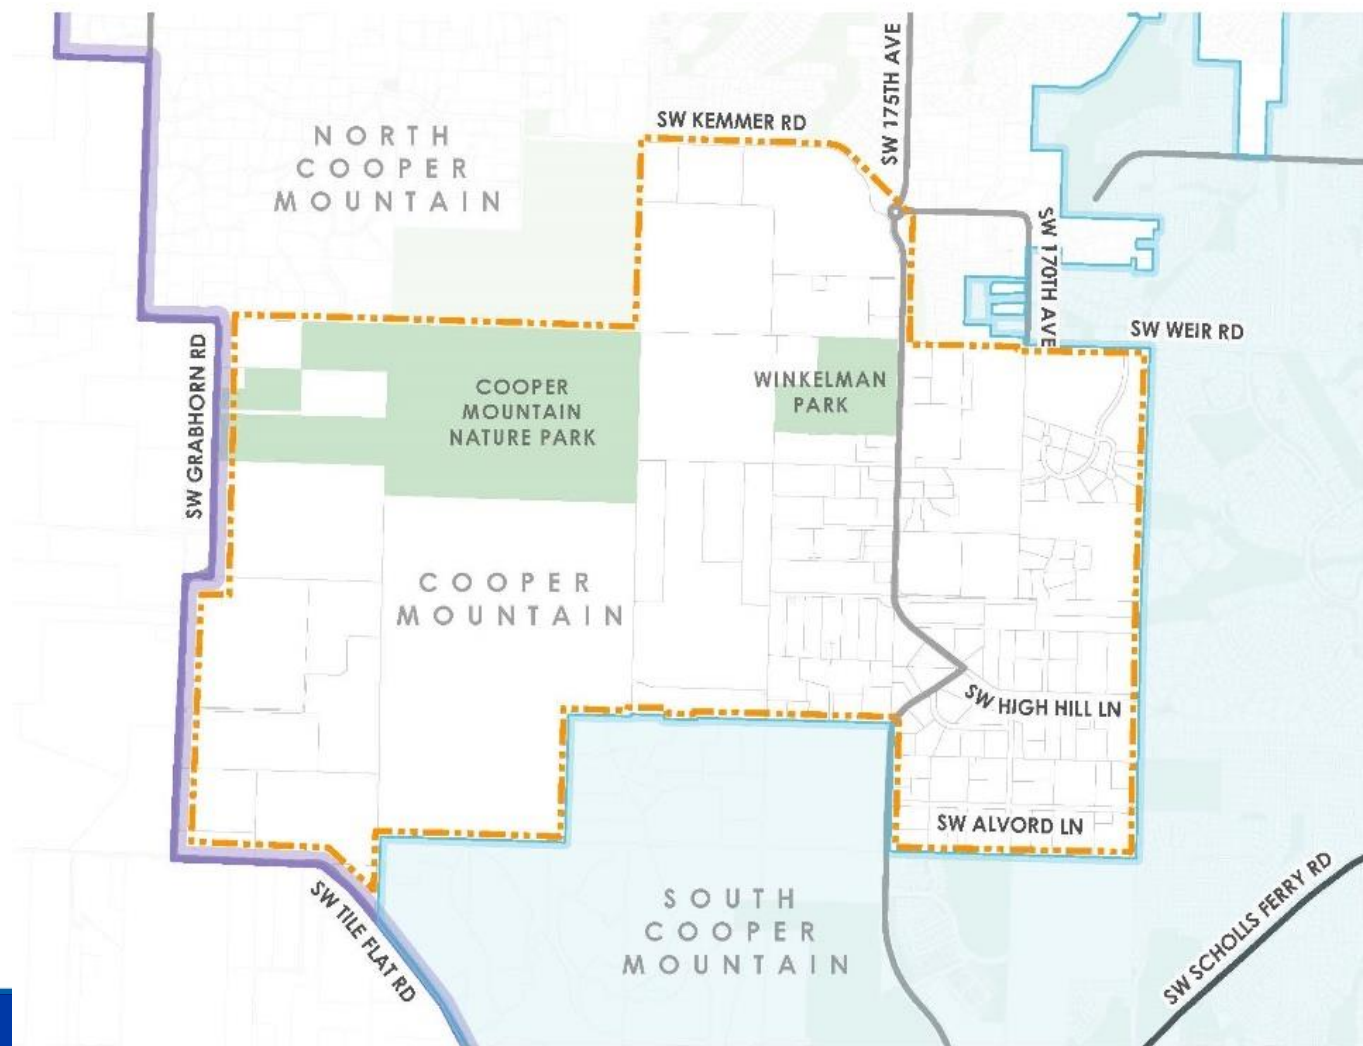 SW KEMMER RD
SW 175TH AVE
NORTH
COOPER
MOUNTAIN
SW 170TH AVE
SW WEIR RD
SW GRABHORN RD
COOPER
MOUNTAIN
NATURE PARK
WINKELMAN
PARK
COOPER
MOUNTAIN
SW HIGH HILL LN
SW ALVORD LN
SW TILE FLAT RD
SOUTH
COOPER
MOUNTAIN
SW SCHOLLS FERRY RD